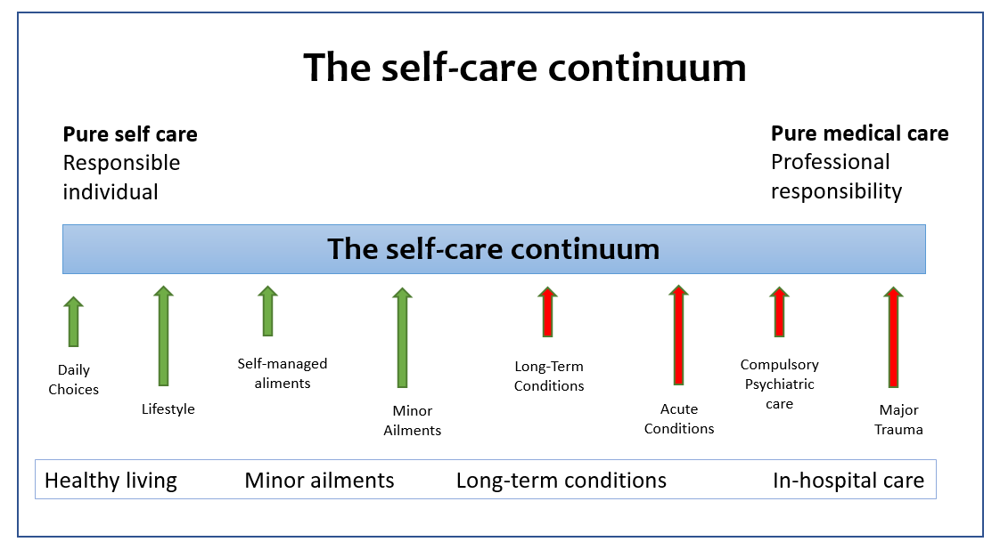 The self-care continuum
Pure self care
Responsible
individual
Pure medical care
Professional
responsibility
The self-care continuum
Daily
Choices
Lifestyle
Self-managed
aliments
Minor
Ailments
Long-Term
Conditions
Acute
Conditions
Compulsory
Psychiatric
care
Major
Trauma
Healthy living
Minor ailments
Long-term conditions
In-hospital care